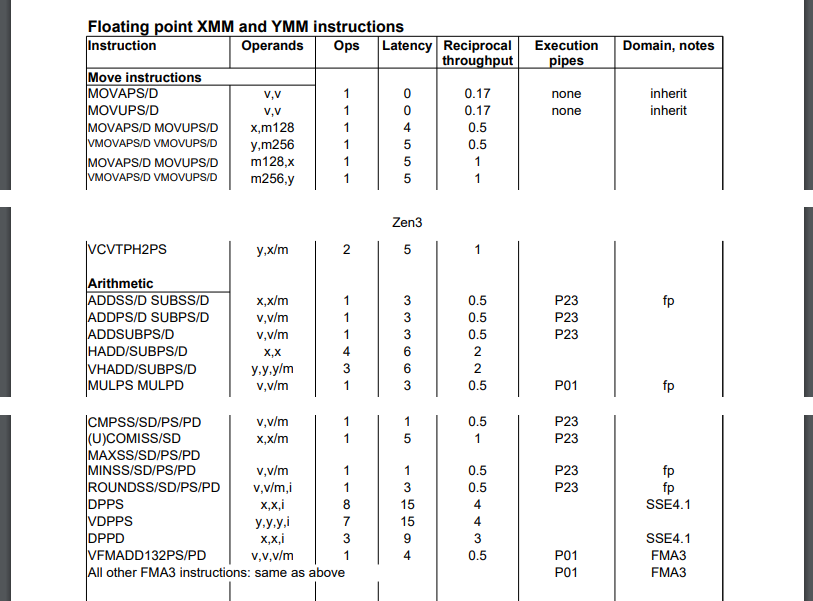 Floating point XMM and YMM instructions
Instruction Operands Ops Latency Reciprocal throughput Execution pipes Domain, notes
Move instructions
MOVAPS/D v,v 1 0 0.17 none inherit
MOVUPS/D v,v 1 0 0.17 none inherit
MOVAPS/D MOVUPS/D x,m128 1 4 0.5
VMOVAPS/D VMOVUPS/D y,m256 1 5 0.5
MOVAPS/D MOVUPS/D m128,x 1 5 1
VMOVAPS/D VMOVUPS/D m256,y 1 5 1
Zen3
VCVTPH2PS y,x/m 2 5 1
Arithmetic
ADDSS/D SUBSS/D x,x/m 1 3 0.5 P23 fp
ADDPS/D SUBPS/D v,v/m 1 3 0.5 P23
ADDSUBPS/D v,v/m 1 3 0.5 P23
HADD/SUBPS/D x,x 4 6 2
VHADD/SUBPS/D y,y,y/m 3 6 2
MULPS MULPD v,v/m 1 3 0.5 P01 fp
CMPSS/SD/PS/PD v,v/m 1 1 0.5 P23
(U)COMISS/SD x,x/m 1 5 1 P23
MAXSS/SD/PS/PD
MINSS/SD/PS/PD v,v/m 1 1 0.5 P23 fp
ROUNDSS/SD/PS/PD v,v/m,i 1 3 0.5 P23 fp
DPPS x,x,i 8 15 4 SSE4.1
VDPPS y,y,y,i 7 15 4
DPPD x,x,i 3 9 3 SSE4.1
VFMADD132PS/PD v,v,v/m 1 4 0.5 P01 FMA3
All other FMA3 instructions: same as above P01 FMA3